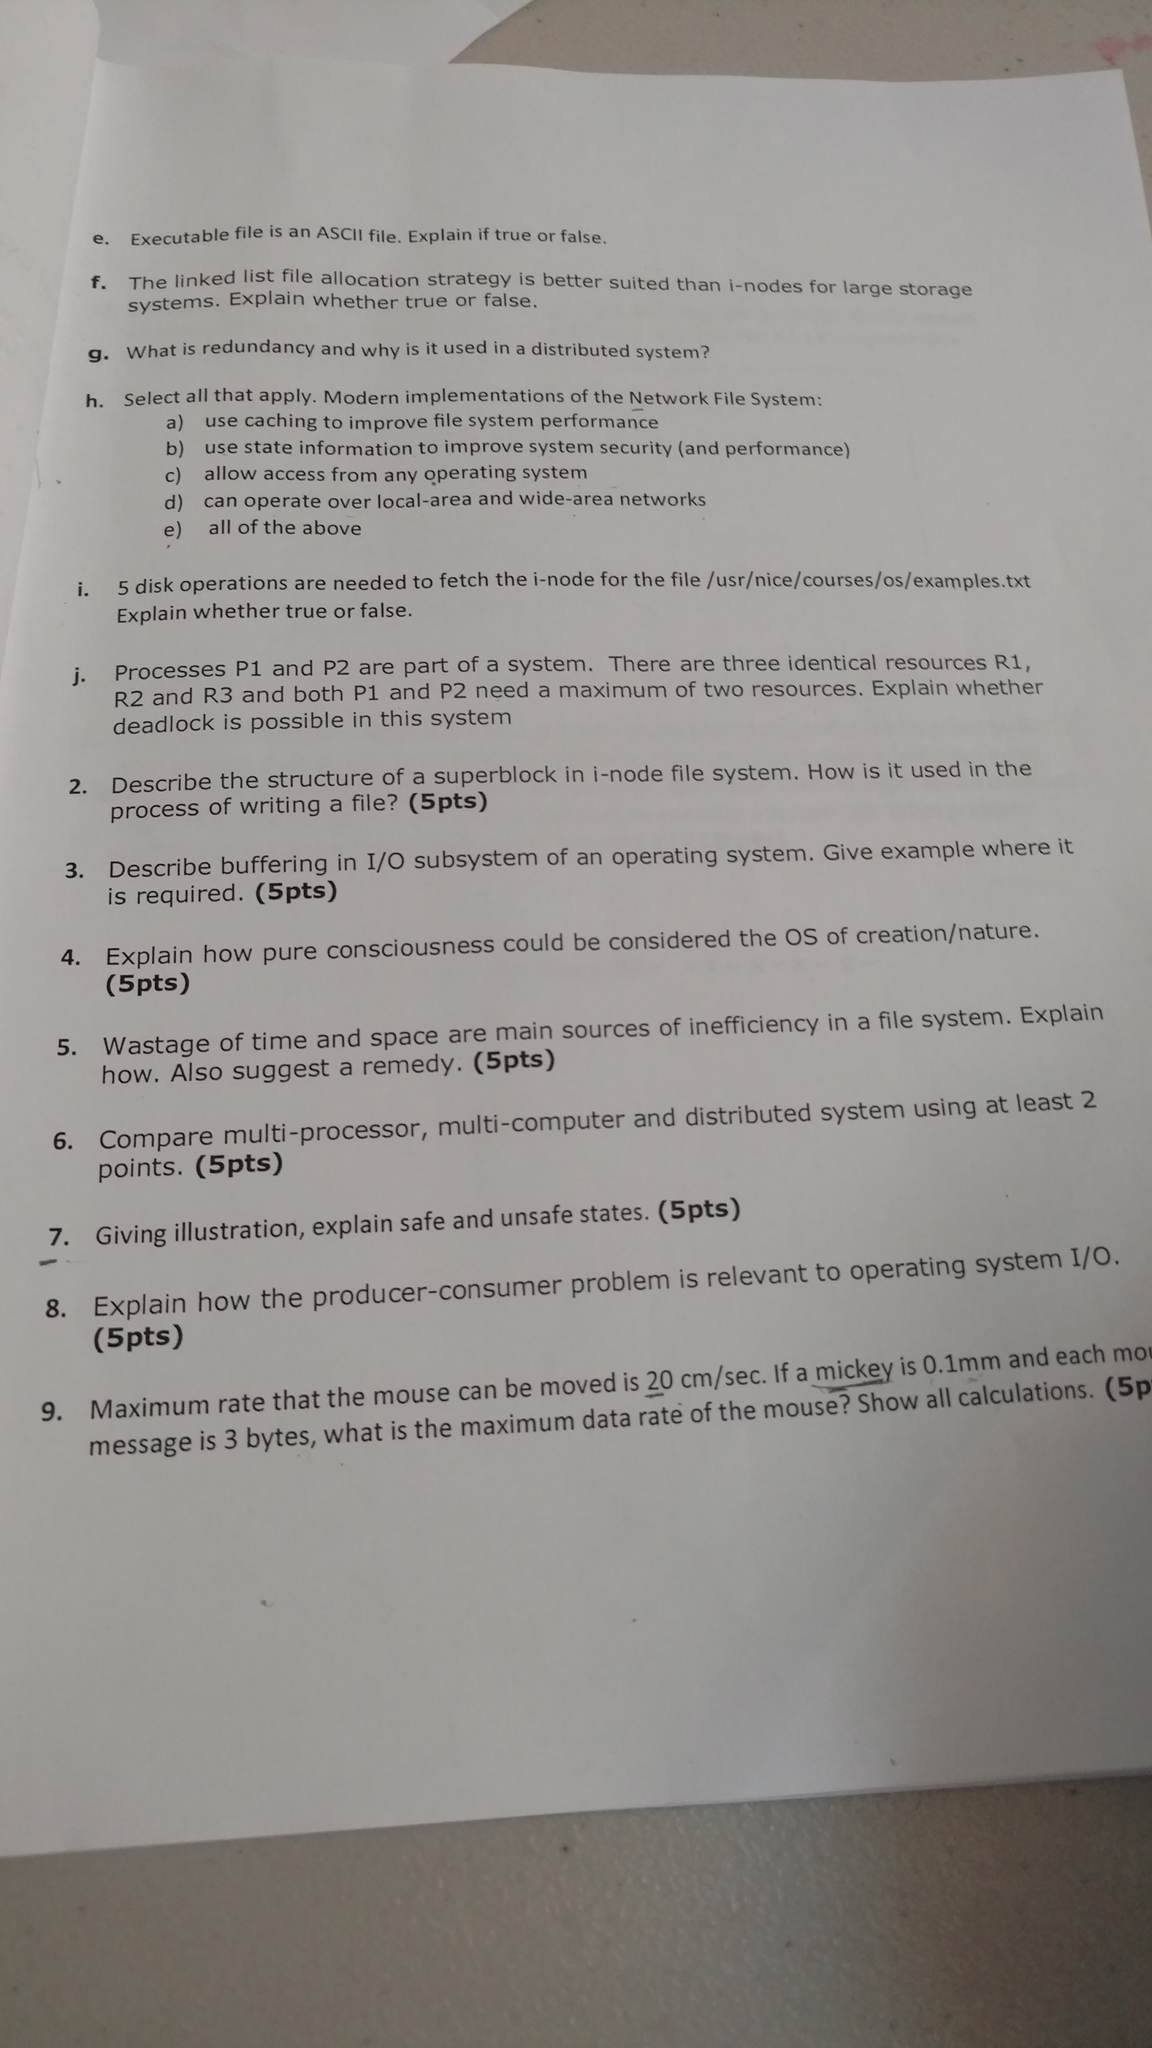 e. Executable file is an ASCII file. Explain if true or false.
f. The linked list file allocation strategy is better suited than i-nodes for large storage
systems. Explain whether true or false.
g. What is redundancy and why is it used in a distributed system?
h. Select all that apply. Modern implementations of the Network File System:
a) use caching to improve file system performance
b) use state information to improve system security (and performance)
c) allow access from any operating system
d) can operate over local-area and wide-area networks
e) all of the above
i. 5 disk operations are needed to fetch the i-node for the file /usr/nice/courses/os/examples.txt
Explain whether true or false.
j. Processes P1 and P2 are part of a system. There are three identical resources R1,
R2 and R3 and both P1 and P2 need a maximum of two resources. Explain whether
deadlock is possible in this system
2. Describe the structure of a superblock in i-node file system. How is it used in the
process of writing a file? (5pts)
3. Describe buffering in I/O subsystem of an operating system. Give example where it
is required. (5pts)
4. Explain how pure consciousness could be considered the OS of creation/nature.
(5pts)
5. Wastage of time and space are main sources of inefficiency in a file system. Explain
how. Also suggest a remedy. (5pts)
6. Compare multi-processor, multi-computer and distributed system using at least 2
points. (5pts)
7. Giving illustration, explain safe and unsafe states. (5pts)
8. Explain how the producer-consumer problem is relevant to operating system I/O.
(5pts)
9. Maximum rate that the mouse can be moved is 20 cm/sec. If a mickey is 0.1mm and each
message is 3 bytes, what is the maximum data rate of the mouse? Show all calculations.